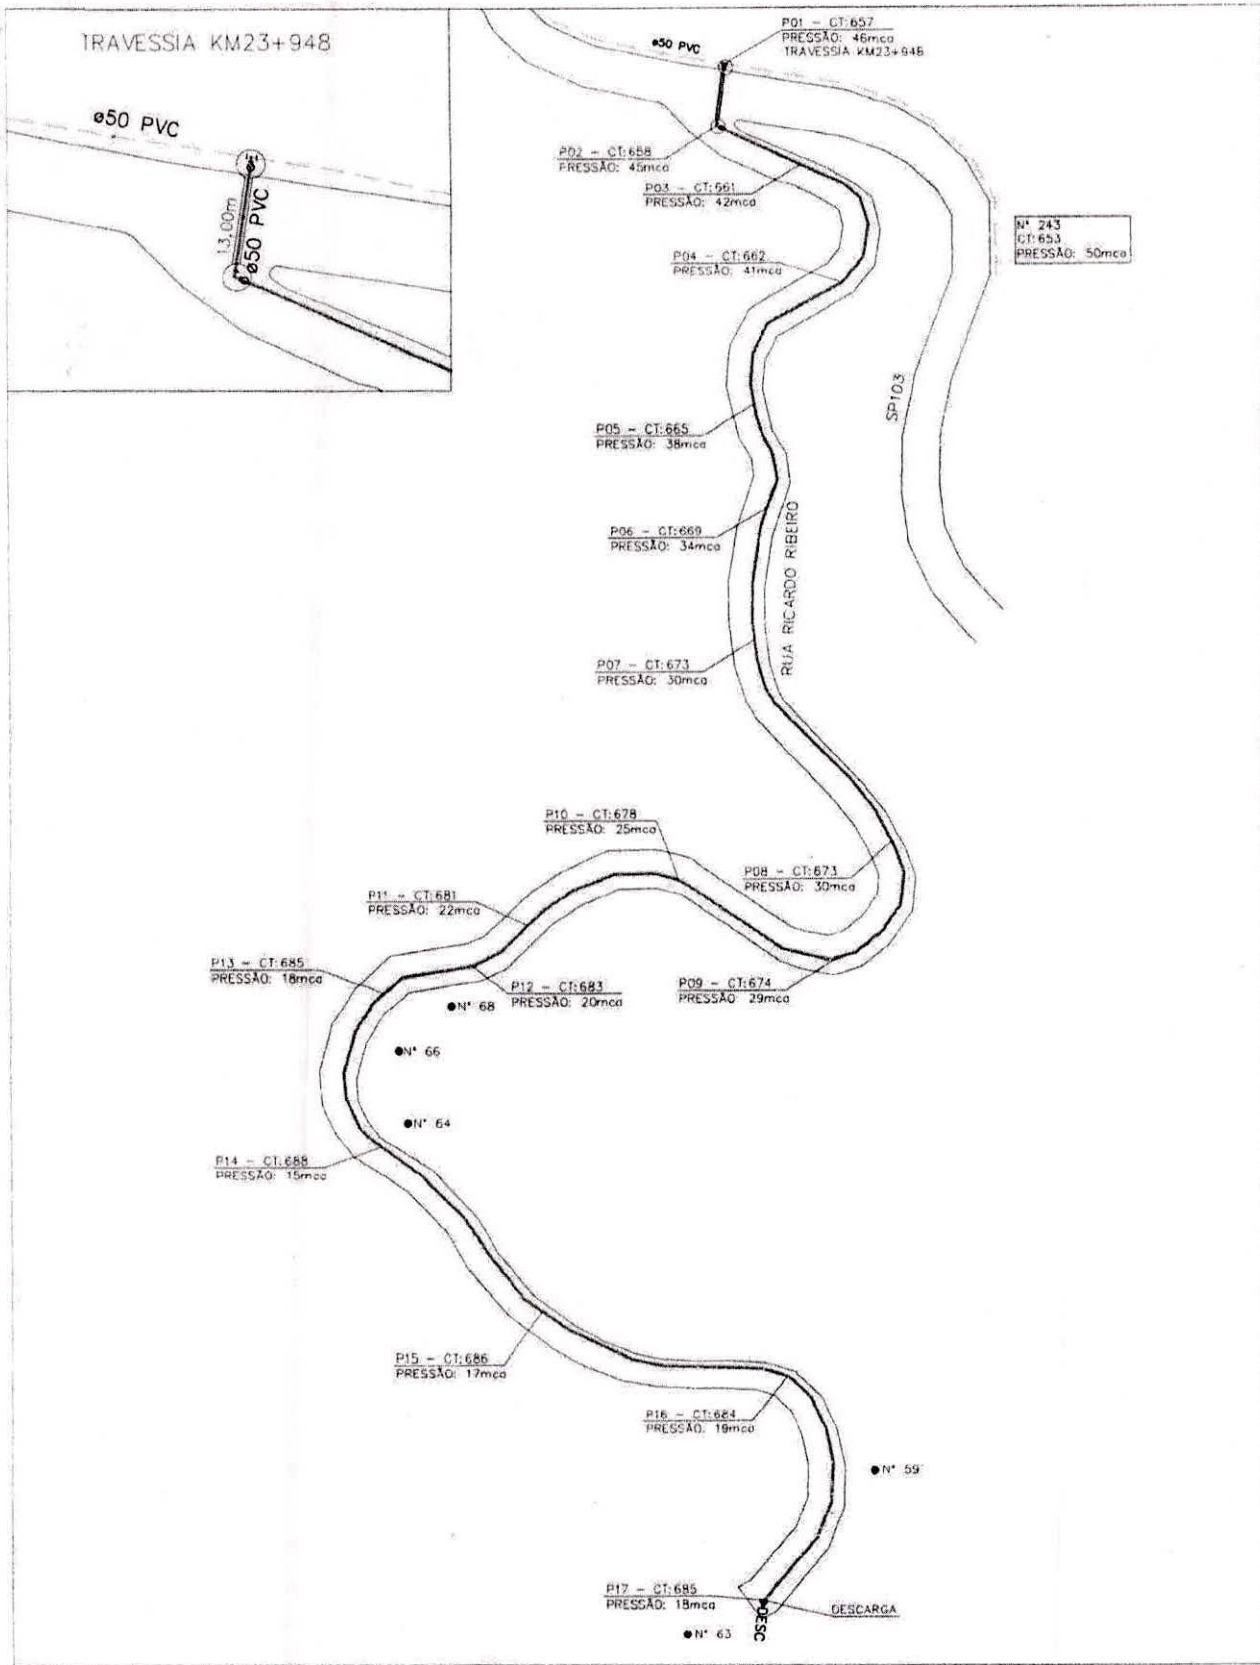 TRAVESSIA KM23+948
ø50 PVC
13.00m
ø50 PVC
ø50 PVC
P01 - CT:657
PRESSÃO: 46mca
TRAVESSIA KM23+948
P02 - CT:658
PRESSÃO: 45mca
P03 - CT:661
PRESSÃO: 42mca
N° 243
CT:653
PRESSÃO: 50mca
P04 - CT:662
PRESSÃO: 41mca
SP103
P05 - CT:665
PRESSÃO: 38mca
P06 - CT:669
PRESSÃO: 34mca
RUA RICARDO RIBEIRO
P07 - CT:673
PRESSÃO: 30mca
P10 - CT:678
PRESSÃO: 25mca
P08 - CT:673
PRESSÃO: 30mca
P11 - CT:681
PRESSÃO: 22mca
P13 - CT:685
PRESSÃO: 18mca
P12 - CT:683
PRESSÃO: 20mca
P09 - CT:674
PRESSÃO: 29mca
N° 68
N° 66
N° 64
P14 - CT:688
PRESSÃO: 15mca
P15 - CT:686
PRESSÃO: 17mca
P16 - CT:684
PRESSÃO: 19mca
N° 59
P17 - CT:685
PRESSÃO: 18mca
DESCARGA
DESC
N° 63